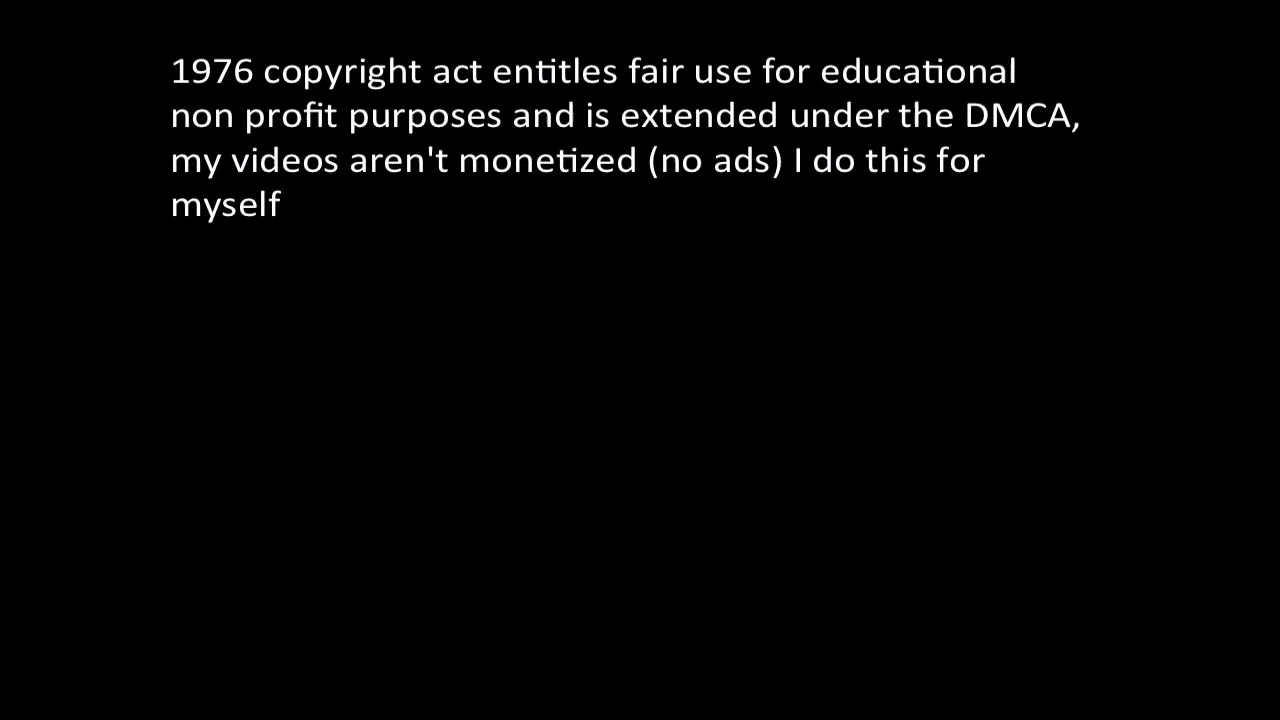 1976 copyright act entitles fair use for educational
non profit purposes and is extended under the DMCA,
my videos aren't monetized (no ads) I do this for
myself